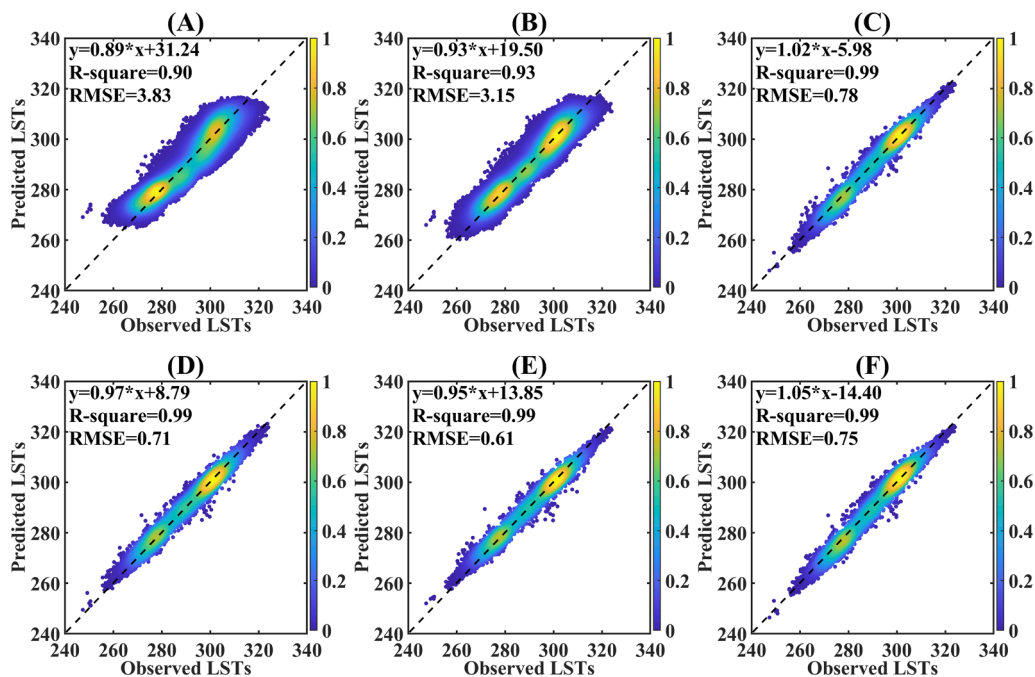 (A)
y=0.89*x+31.24
R-square=0.90
RMSE=3.83
340
320
300
280
260
240
240 260 280 300 320 340
Predicted LSTs
Observed LSTs
1
0.8
0.6
0.4
0.2
0
(B)
y=0.93*x+19.50
R-square=0.93
RMSE=3.15
340
320
300
280
260
240
240 260 280 300 320 340
Predicted LSTs
Observed LSTs
1
0.8
0.6
0.4
0.2
0
(C)
y=1.02*x-5.98
R-square=0.99
RMSE=0.78
340
320
300
280
260
240
240 260 280 300 320 340
Predicted LSTs
Observed LSTs
1
0.8
0.6
0.4
0.2
0
(D)
y=0.97*x+8.79
R-square=0.99
RMSE=0.71
340
320
300
280
260
240
240 260 280 300 320 340
Predicted LSTs
Observed LSTs
1
0.8
0.6
0.4
0.2
0
(E)
y=0.95*x+13.85
R-square=0.99
RMSE=0.61
340
320
300
280
260
240
240 260 280 300 320 340
Predicted LSTs
Observed LSTs
1
0.8
0.6
0.4
0.2
0
(F)
y=1.05*x-14.40
R-square=0.99
RMSE=0.75
340
320
300
280
260
240
240 260 280 300 320 340
Predicted LSTs
Observed LSTs
1
0.8
0.6
0.4
0.2
0